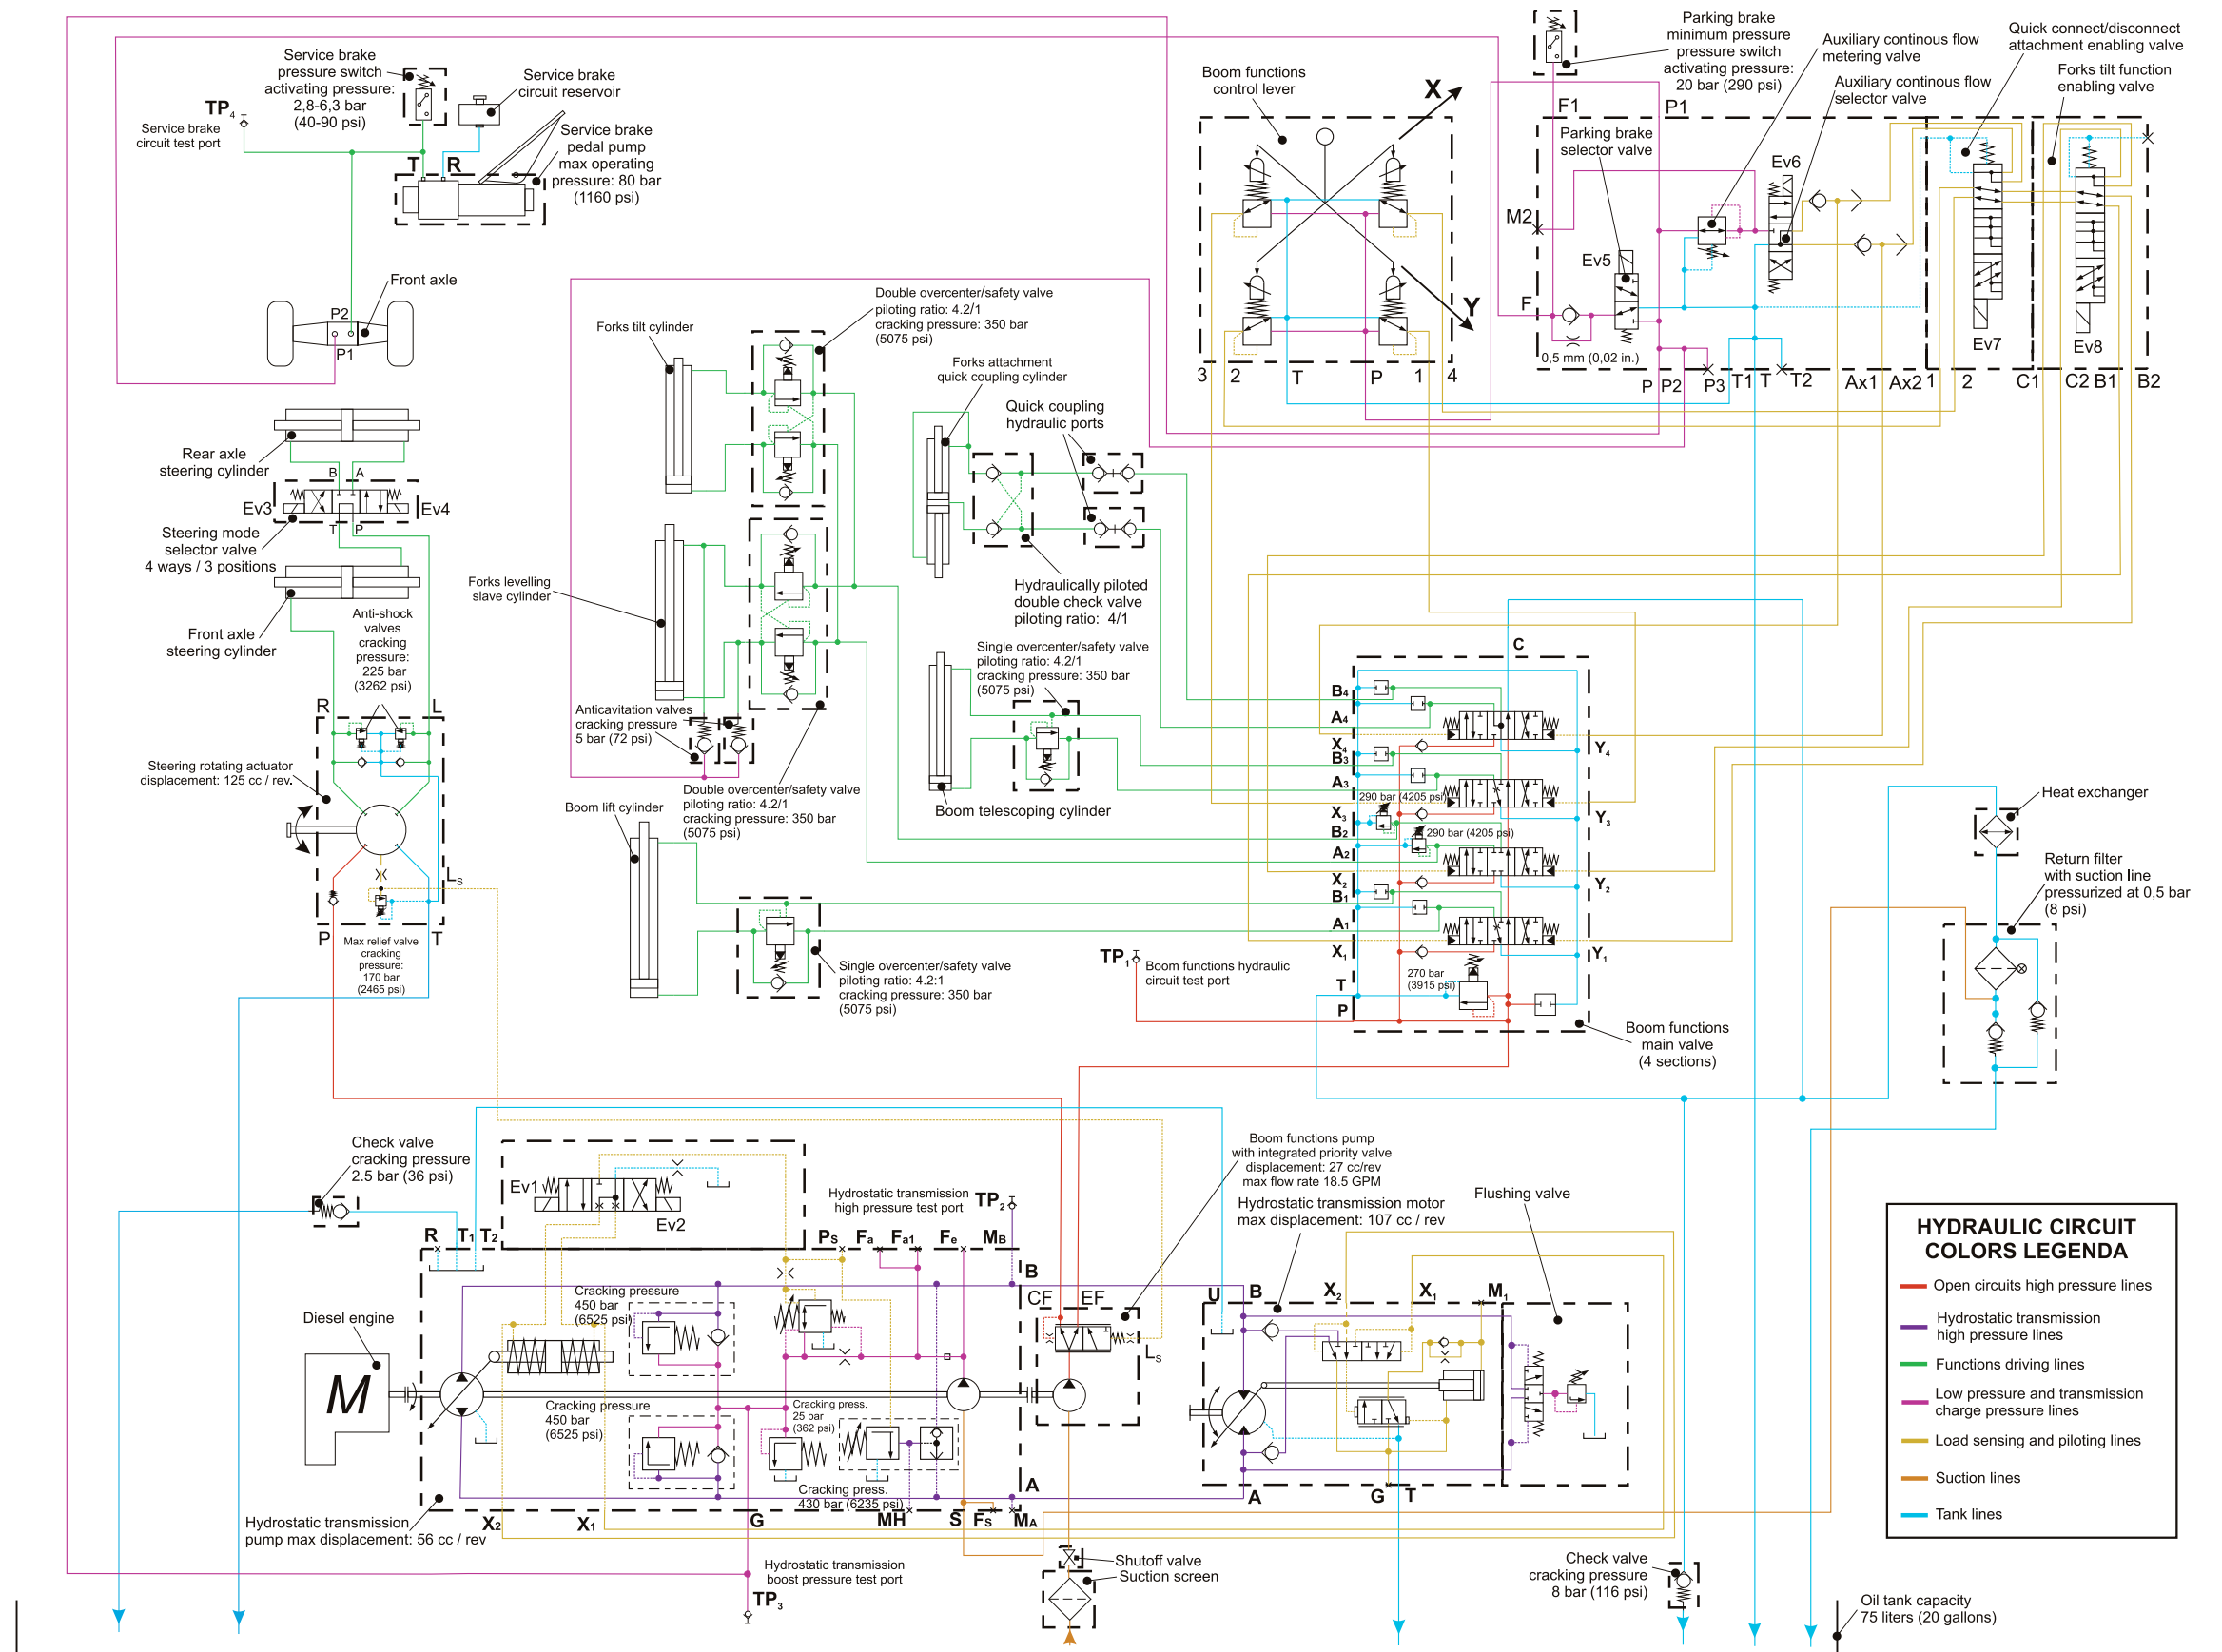 Service brake
pressure switch
activating pressure:
2,8-6,3 bar
(40-90 psi)
Service brake
circuit reservoir
TP4
Service brake
circuit test port
T
R
Service brake
pedal pump
max operating
pressure: 80 bar
(1160 psi)
Front axle
P2
P1
Rear axle
steering cylinder
B
A
Ev3
Ev4
T
P
Steering mode
selector valve
4 ways / 3 positions
Front axle
steering cylinder
Anti-shock
valves
cracking
pressure:
225 bar
(3262 psi)
R
L
Steering rotating actuator
displacement: 125 cc / rev.
LS
P
T
Max relief valve
cracking
pressure:
170 bar
(2465 psi)
Forks tilt cylinder
Double overcenter/safety valve
piloting ratio: 4.2/1
cracking pressure: 350 bar
(5075 psi)
Forks attachment
quick coupling cylinder
Quick coupling
hydraulic ports
Forks levelling
slave cylinder
Hydraulically piloted
double check valve
piloting ratio: 4/1
Anticavitation valves
cracking pressure
5 bar (72 psi)
Double overcenter/safety valve
piloting ratio: 4.2/1
cracking pressure: 350 bar
(5075 psi)
Single overcenter/safety valve
piloting ratio: 4.2/1
cracking pressure: 350 bar
(5075 psi)
Boom telescoping cylinder
Boom lift cylinder
Single overcenter/safety valve
piloting ratio: 4.2:1
cracking pressure: 350 bar
(5075 psi)
Boom functions
control lever
X
Y
3
2
T
P
1
4
Parking brake
minimum pressure
pressure switch
activating pressure:
20 bar (290 psi)
Auxiliary continous flow
metering valve
Auxiliary continous flow
selector valve
Quick connect/disconnect
attachment enabling valve
Forks tilt function
enabling valve
F1
P1
Parking brake
selector valve
Ev6
M2
Ev5
F
0,5 mm (0,02 in.)
Ev7
Ev8
P
P2
P3
T1
T
T2
Ax1
Ax2
1
2
C1
C2
B1
B2
C
B4
A4
X4
B3
A3
X3
B2
A2
X2
B1
A1
X1
T
P
Y4
Y3
Y2
Y1
290 bar (4205 psi)
290 bar (4205 psi)
270 bar
(3915 psi)
TP1
Boom functions hydraulic
circuit test port
Boom functions
main valve
(4 sections)
Heat exchanger
Return filter
with suction line
pressurized at 0,5 bar
(8 psi)
Check valve
cracking pressure
2.5 bar (36 psi)
Ev1
Ev2
Hydrostatic transmission
high pressure test port
TP2
R
T1
T2
PS
Fa
Fa1
Fe
MB
B
Cracking pressure
450 bar
(6525 psi)
Diesel engine
M
Cracking pressure
450 bar
(6525 psi)
Cracking press.
25 bar
(362 psi)
Cracking press.
430 bar (6235 psi)
A
Hydrostatic transmission
pump max displacement: 56 cc / rev
X2
X1
G
MH
S
FS
MA
Hydrostatic transmission
boost pressure test port
TP3
Boom functions pump
with integrated priority valve
displacement: 27 cc/rev
max flow rate 18.5 GPM
CF
EF
LS
Hydrostatic transmission motor
max displacement: 107 cc / rev
Flushing valve
U
B
X2
X1
M1
A
G
T
Shutoff valve
Suction screen
Check valve
cracking pressure
8 bar (116 psi)
Oil tank capacity
75 liters (20 gallons)
HYDRAULIC CIRCUIT
COLORS LEGENDA
Open circuits high pressure lines
Hydrostatic transmission
high pressure lines
Functions driving lines
Low pressure and transmission
charge pressure lines
Load sensing and piloting lines
Suction lines
Tank lines